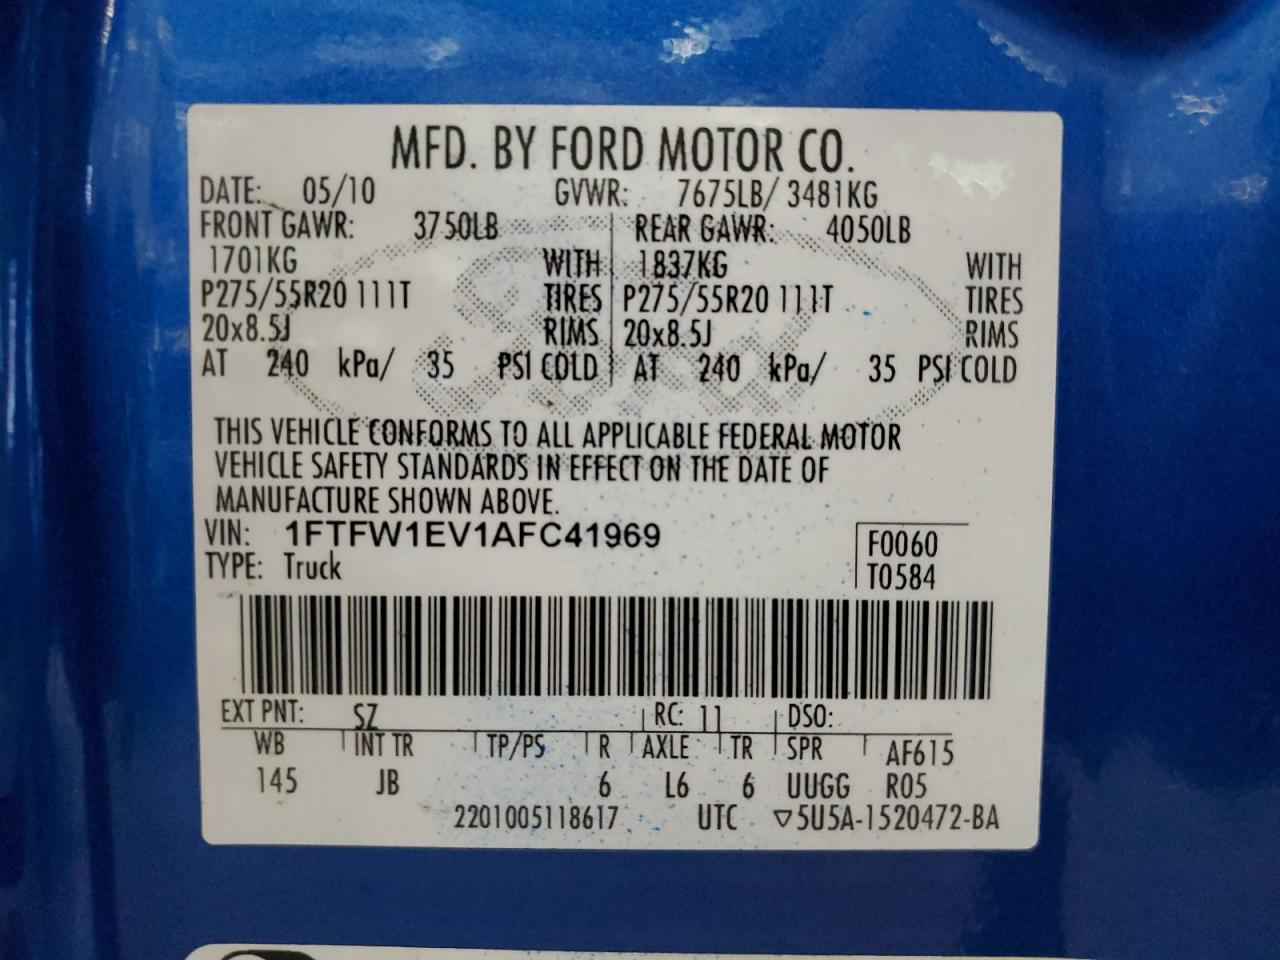 MFD. BY FORD MOTOR CO.
DATE: 05/10 GVWR: 7675LB/ 3481KG
FRONT GAWR: 3750LB REAR GAWR: 4050LB
1701KG WITH 1837KG WITH
P275/55R20 111T TIRES P275/55R20 111T TIRES
20x8.5J RIMS 20x8.5J RIMS
AT 240 kPa/ 35 PSI COLD AT 240 kPa/ 35 PSI COLD
Ford
THIS VEHICLE CONFORMS TO ALL APPLICABLE FEDERAL MOTOR
VEHICLE SAFETY STANDARDS IN EFFECT ON THE DATE OF
MANUFACTURE SHOWN ABOVE.
VIN: 1FTFW1EV1AFC41969
F0060
TYPE: Truck
T0584
EXT PNT: SZ RC: 11 DSO:
WB INT TR TP/PS R AXLE TR SPR AF615
145 JB 6 L6 6 UUGG R05
2201005118617 UTC ▽5U5A-1520472-BA